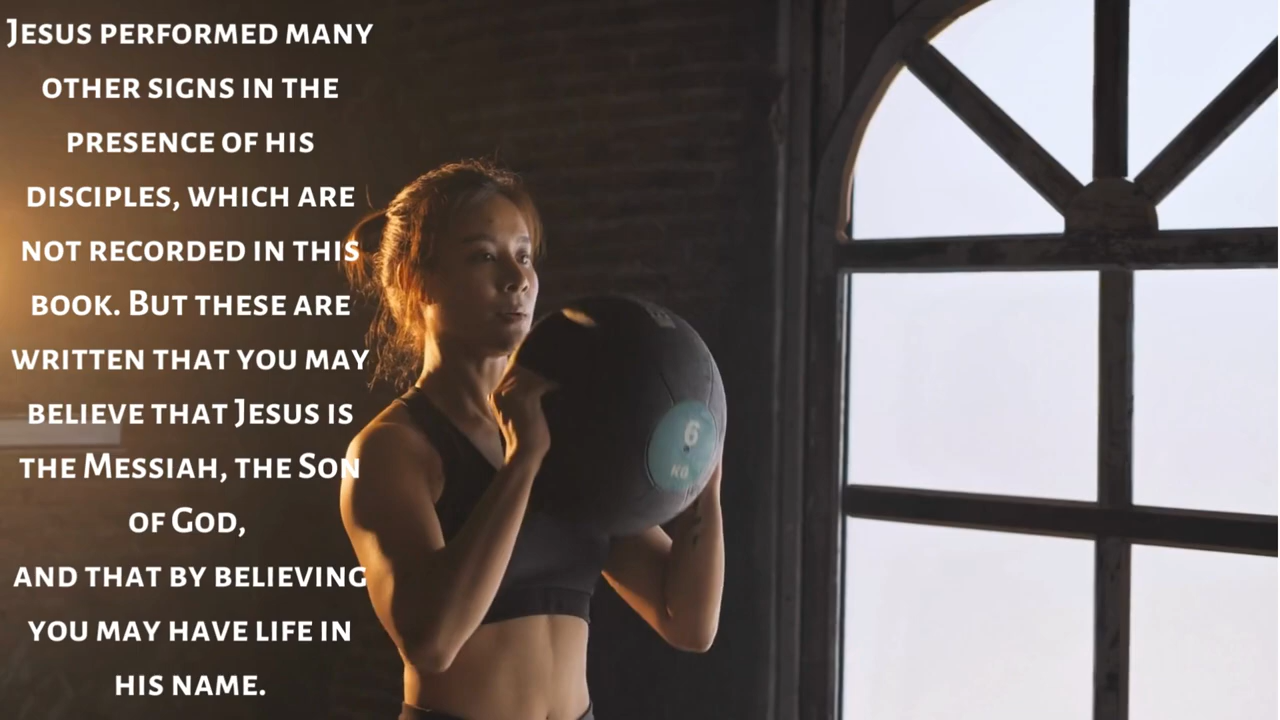 Jesus performed many
other signs in the
presence of his
disciples, which are
not recorded in this
book. But these are
written that you may
believe that Jesus is
the Messiah, the Son
of God,
and that by believing
you may have life in
his name.
6
KG